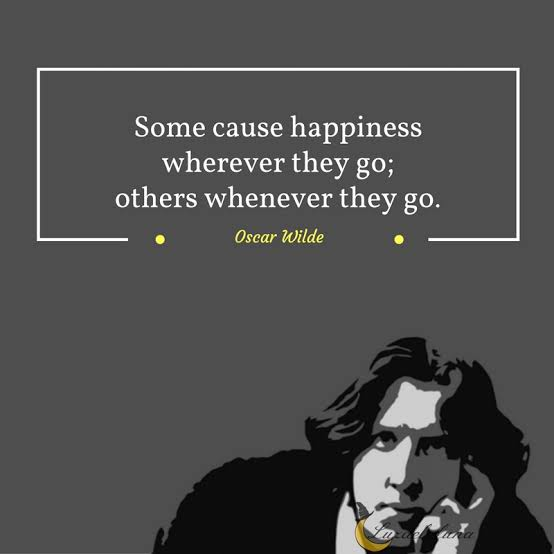 Some cause happiness
wherever they go;
others whenever they go.
Oscar Wilde